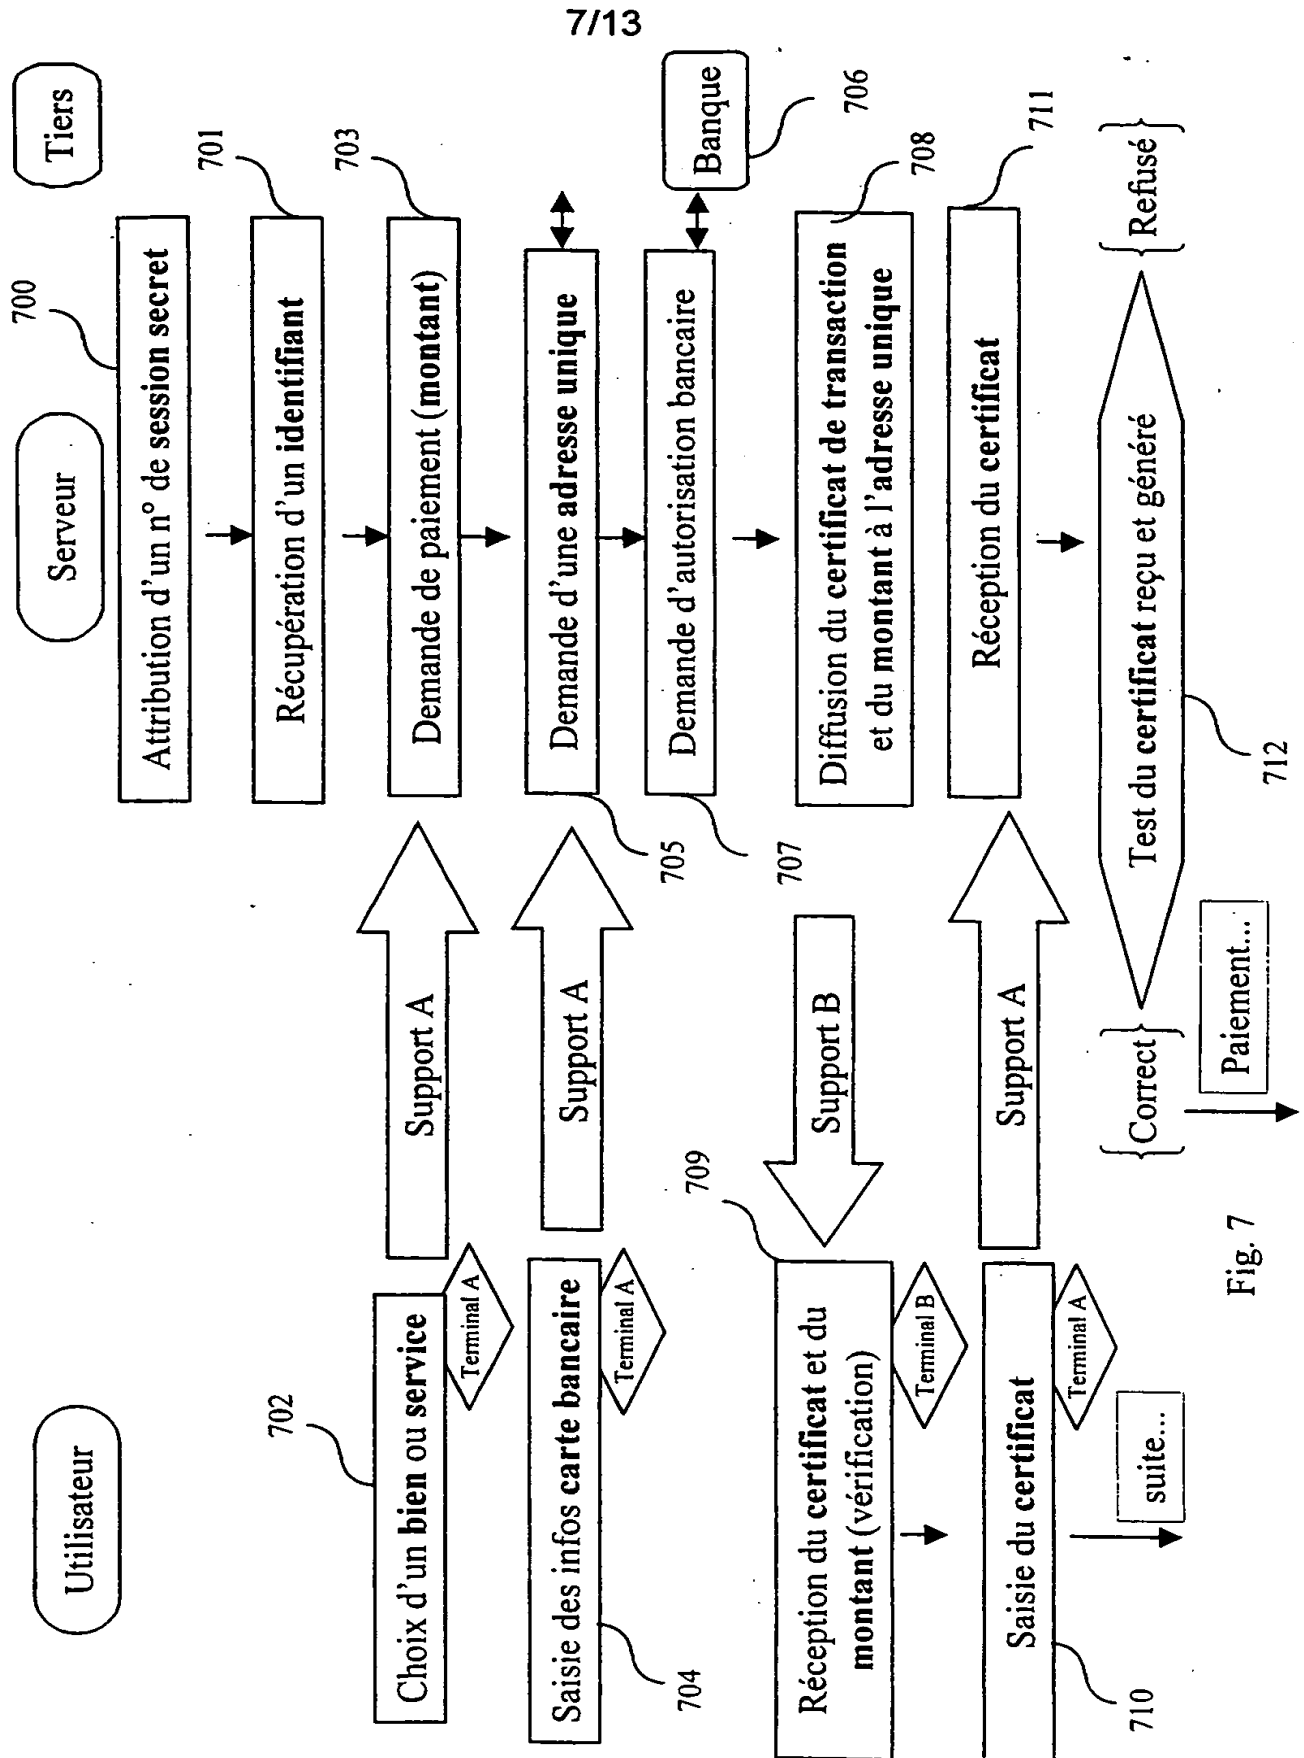 7/13
Utilisateur
Serveur
Tiers
700
Attribution d'un n° de session secret
701
Récupération d'un identifiant
702
Choix d'un bien ou service
Terminal A
Support A
703
Demande de paiement (montant)
704
Saisie des infos carte bancaire
Terminal A
Support A
705
Demande d'une adresse unique
706
Banque
707
Demande d'autorisation bancaire
708
Diffusion du certificat de transaction
et du montant à l'adresse unique
Support B
709
Réception du certificat et du
montant (vérification)
Terminal B
710
Saisie du certificat
Terminal A
Support A
711
Réception du certificat
712
Test du certificat reçu et généré
{Correct}
{Refusé}
suite...
Paiement...
Fig. 7